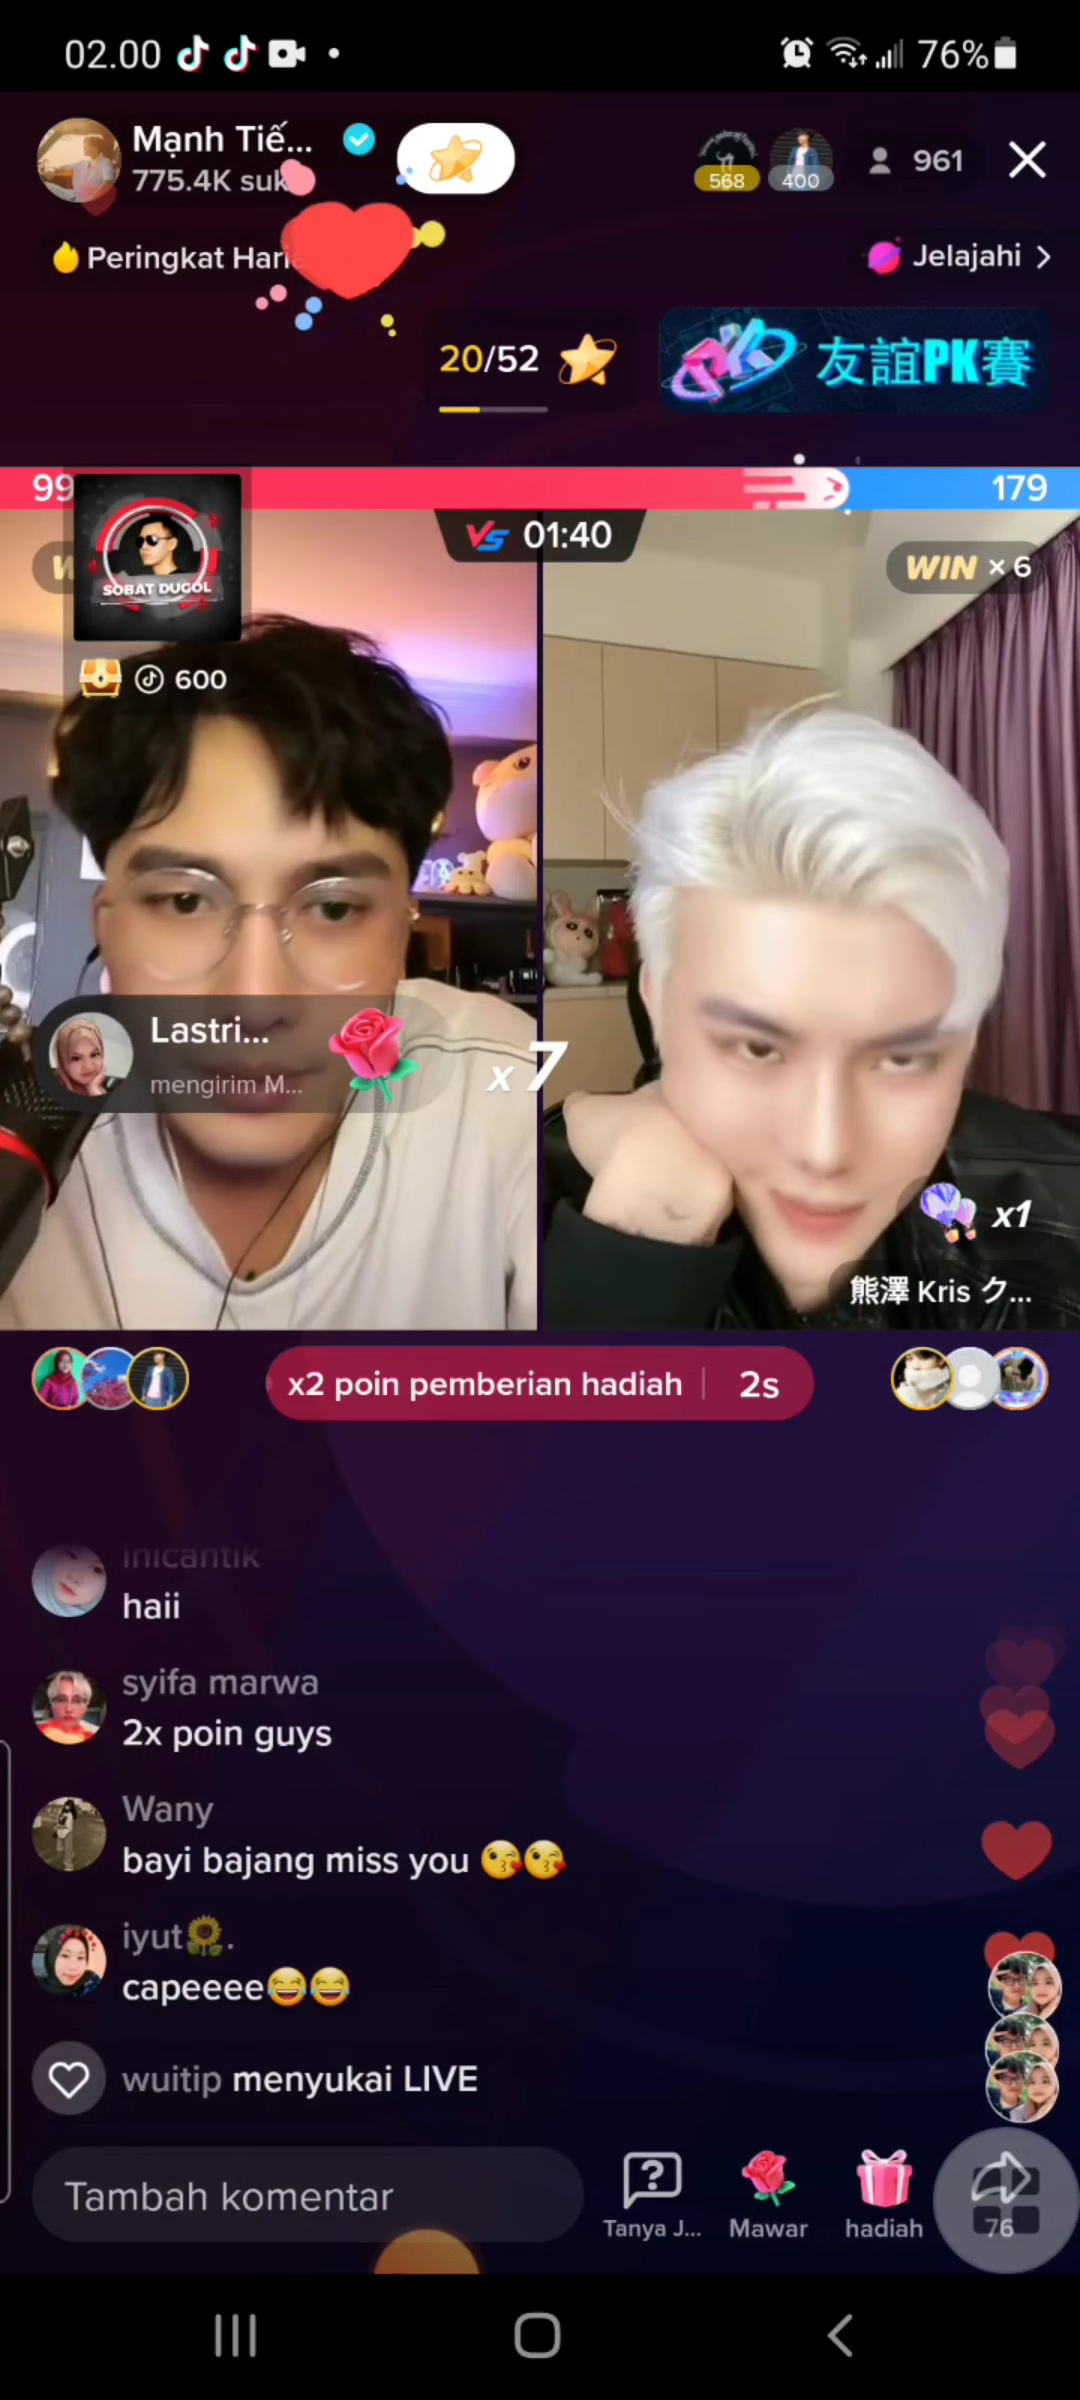 02.00
76%
Mạnh Tiế...
775.4K suk
568
400
961
Peringkat Hari
Jelajahi >
20/52
友誼PK賽
99
179
VS 01:40
WIN × 6
SOBAT DUGOL
600
Lastri...
mengirim M...
x 7
x1
熊澤 Kris ク...
x2 poin pemberian hadiah | 2s
inicantik
haii
syifa marwa
2x poin guys
Wany
bayi bajang miss you 😘😘
iyut🌻.
capeeee😂😂
wuitip menyukai LIVE
Tambah komentar
Tanya J...
Mawar
hadiah
76